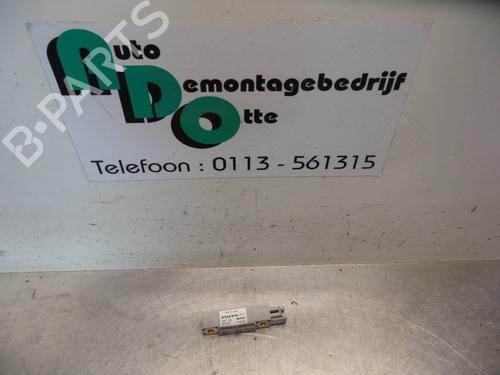 Auto
Demontagebedrijf
Otte
Telefoon : 0113 - 561315
B-PARTS
VOLVO